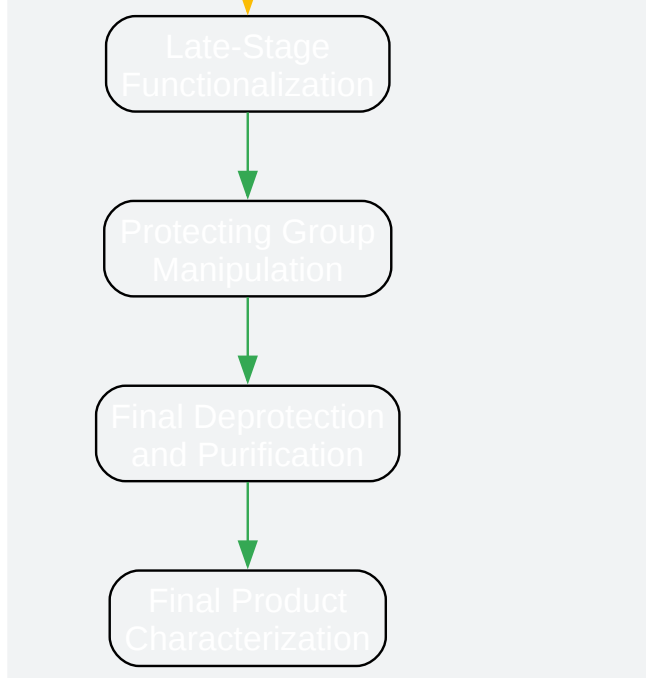 Late-Stage
Functionalization
Protecting Group
Manipulation
Final Deprotection
and Purification
Final Product
Characterization